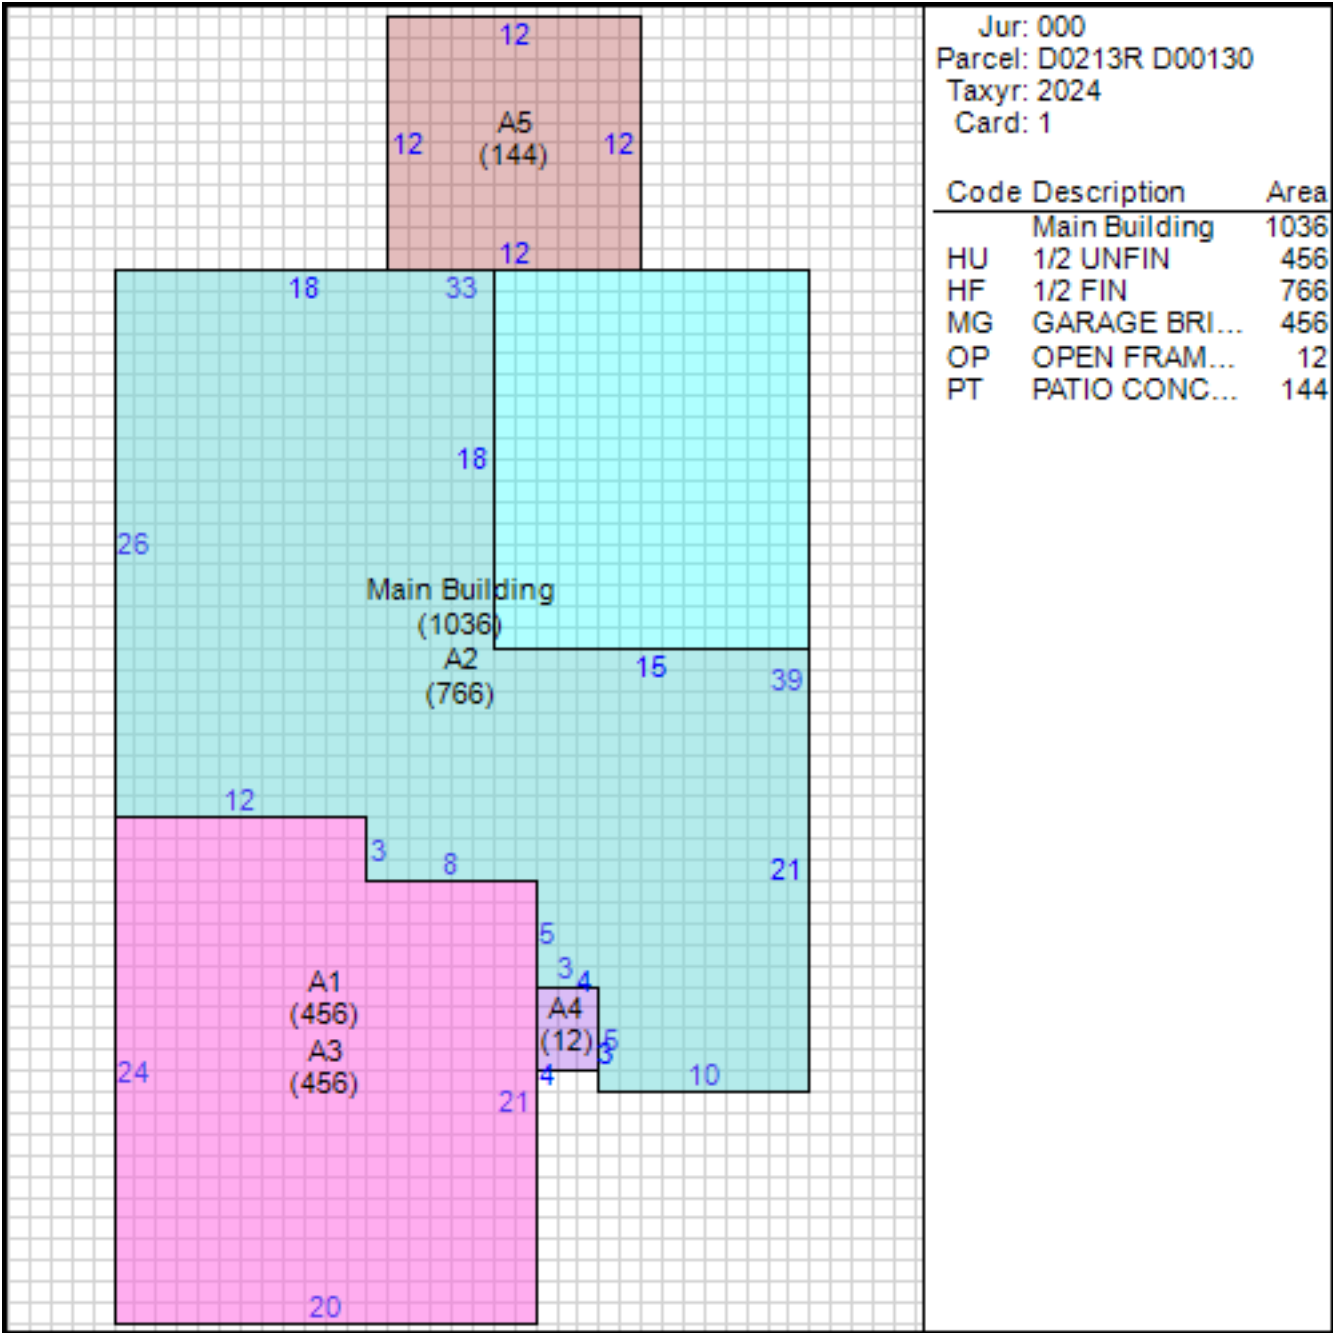 Jur: 000
Parcel: D0213R D00130
Taxyr: 2024
Card: 1
Code Description Area
Main Building 1036
HU 1/2 UNFIN 456
HF 1/2 FIN 766
MG GARAGE BRI... 456
OP OPEN FRAM... 12
PT PATIO CONC... 144
12
A5
12 12
(144)
12
18 33
18
26
Main Building
(1036)
A2
15
39
(766)
12
3
8
21
5
3
4
A1
A4
(456)
(12)
5
A3
3
24
(456)
4
10
21
20